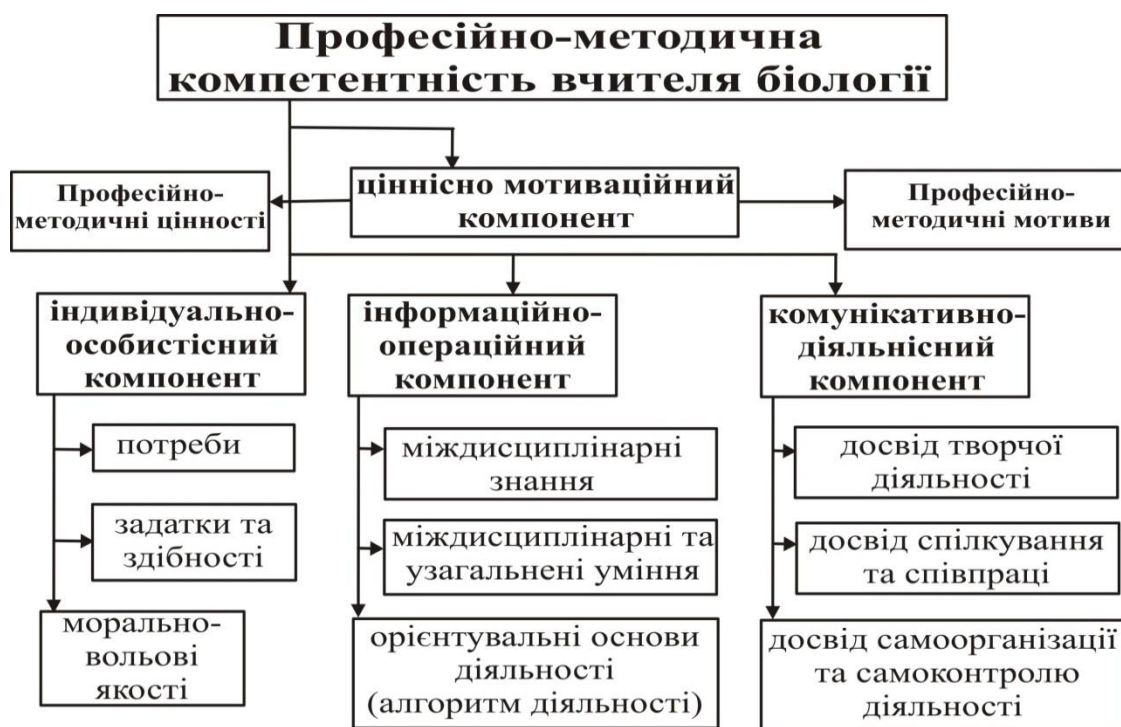 Професійно-методична
компетентність вчителя біології
Професійно-
методичні цінності
ціннісно мотиваційний
компонент
Професійно-
методичні мотиви
індивідуально-
особистісний
компонент
інформаційно-
операційний
компонент
комунікативно-
діяльнісний
компонент
потреби
задатки та
здібності
морально-
вольові
якості
міждисциплінарні
знання
міждисциплінарні та
узагальнені уміння
орієнтувальні основи
діяльності
(алгоритм діяльності)
досвід творчої
діяльності
досвід спілкування
та співпраці
досвід самоорганізації
та самоконтролю
діяльності